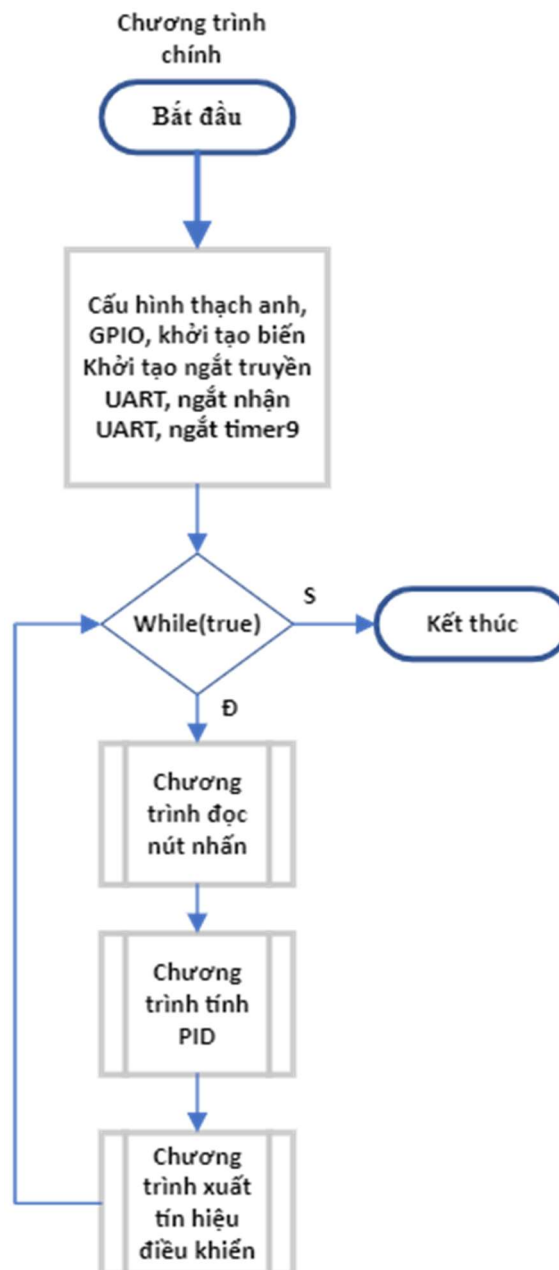 Chương trình
chính
Bắt đầu
Cấu hình thạch anh,
GPIO, khởi tạo biến
Khởi tạo ngắt truyền
UART, ngắt nhận
UART, ngắt timer9
While(true)
S
Kết thúc
Đ
Chương
trình đọc
nút nhấn
Chương
trình tính
PID
Chương
trình xuất
tín hiệu
điều khiển